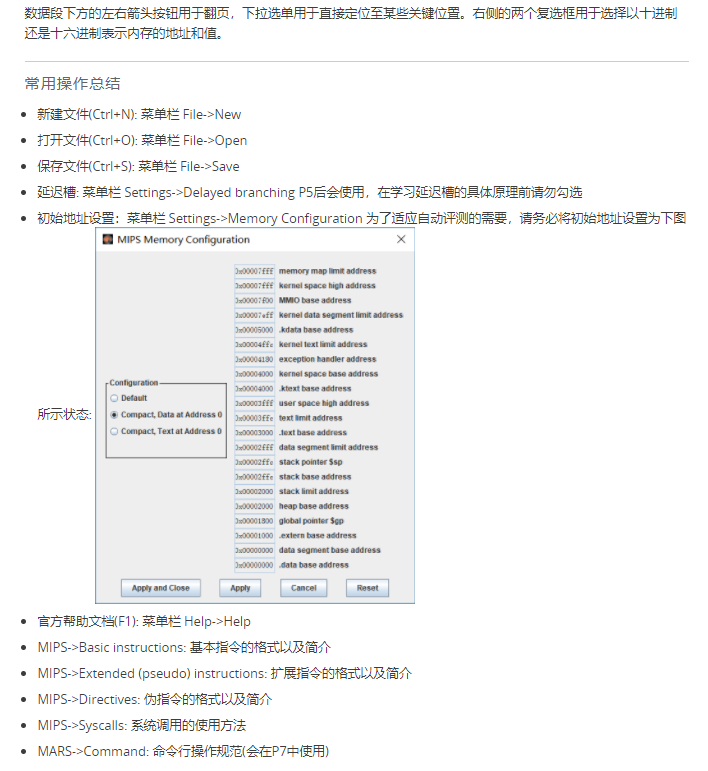 数据段下方的左右箭头按钮用于翻页，下拉选单用于直接定位至某些关键位置。右侧的两个复选框用于选择以十进制
还是十六进制表示内存的地址和值。
常用操作总结
新建文件(Ctrl+N): 菜单栏 File->New
打开文件(Ctrl+O): 菜单栏 File->Open
保存文件(Ctrl+S): 菜单栏 File->Save
延迟槽: 菜单栏 Settings->Delayed branching P5后会使用，在学习延迟槽的具体原理前请勿勾选
初始地址设置：菜单栏 Settings->Memory Configuration 为了适应自动评测的需要，请务必将初始地址设置为下图
所示状态:
MIPS Memory Configuration
Configuration
Default
Compact, Data at Address 0
Compact, Text at Address 0
0x00007fff memory map limit address
0x00007fff kernel space high address
0x00007f00 MMIO base address
0x00007eff kernel data segment limit address
0x00005000 .kdata base address
0x00004ffc kernel text limit address
0x00004180 exception handler address
0x00004000 kernel space base address
0x00004000 .ktext base address
0x00003fff user space high address
0x00003ffc text limit address
0x00003000 .text base address
0x00002fff data segment limit address
0x00002ffc stack pointer $sp
0x00002ffc stack base address
0x00002000 stack limit address
0x00002000 heap base address
0x00001800 global pointer $gp
0x00001000 .extern base address
0x00000000 data segment base address
0x00000000 .data base address
Apply and Close Apply Cancel Reset
官方帮助文档(F1): 菜单栏 Help->Help
MIPS->Basic instructions: 基本指令的格式以及简介
MIPS->Extended (pseudo) instructions: 扩展指令的格式以及简介
MIPS->Directives: 伪指令的格式以及简介
MIPS->Syscalls: 系统调用的使用方法
MARS->Command: 命令行操作规范(会在P7中使用)